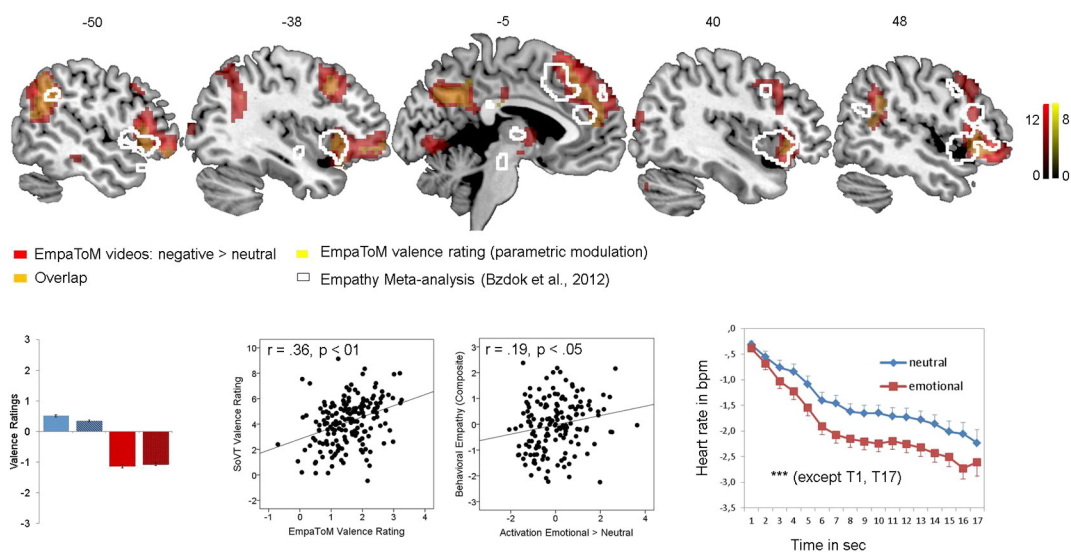 -50 -38 -5 40 48
12 8
0 0
EmpaToM videos: negative > neutral
EmpaToM valence rating (parametric modulation)
Overlap
Empathy Meta-analysis (Bzdok et al., 2012)
Valence Ratings
3
2
1
0
-1
-2
-3
r = .36, p < 01
SoVT Valence Rating
10
8
6
4
2
0
-1 0 1 2 3 4
EmpaToM Valence Rating
r = .19, p < .05
Behavioral Empathy (Composite)
3
2
1
0
-1
-2
-3
-2 0 2 4
Activation Emotional > Neutral
Heart rate in bpm
,0
-,5
-1,0
-1,5
-2,0
-2,5
-3,0
-3,5
neutral
emotional
*** (except T1, T17)
1 2 3 4 5 6 7 8 9 10 11 12 13 14 15 16 17
Time in sec